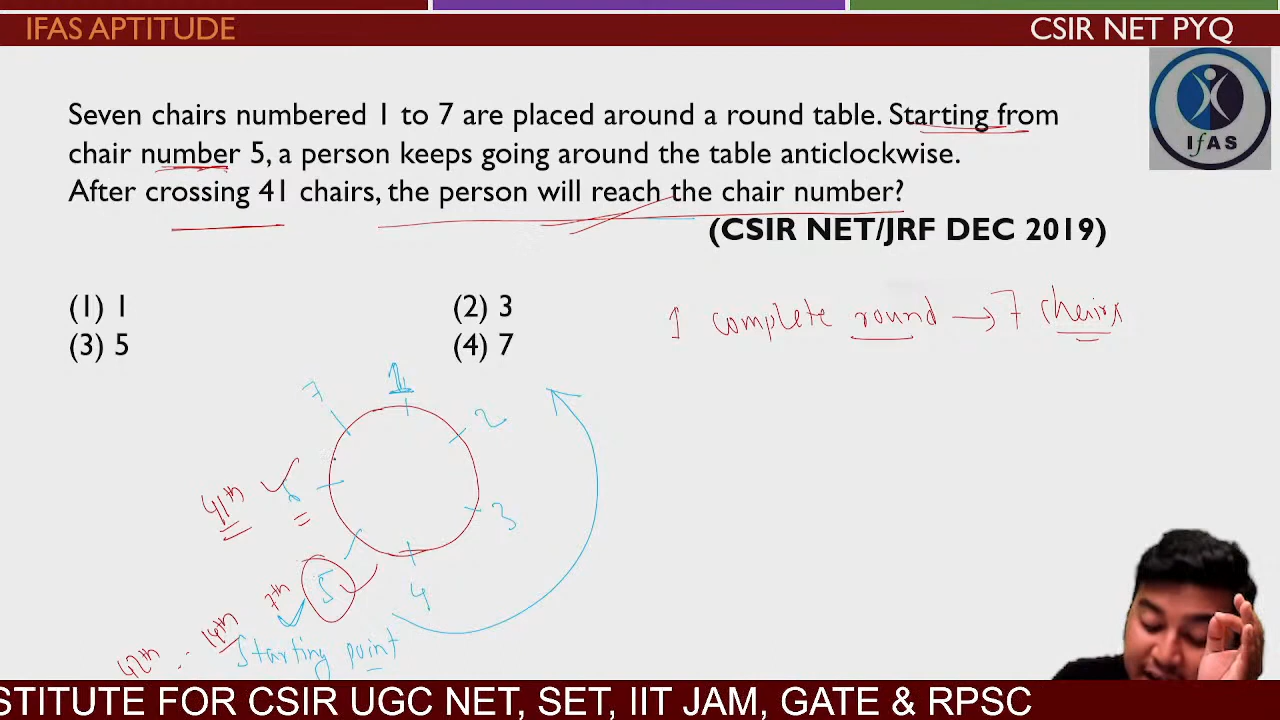 IFAS APTITUDE
CSIR NET PYQ
IfAS
Seven chairs numbered 1 to 7 are placed around a round table. Starting from
chair number 5, a person keeps going around the table anticlockwise.
After crossing 41 chairs, the person will reach the chair number?
(CSIR NET/JRF DEC 2019)
(1) 1
(2) 3
(3) 5
(4) 7
1 complete round → 7 chairs
7
1
2
41th
6
3
7th
5
4
14th
Starting point
42th
STITUTE FOR CSIR UGC NET, SET, IIT JAM, GATE & RPSC